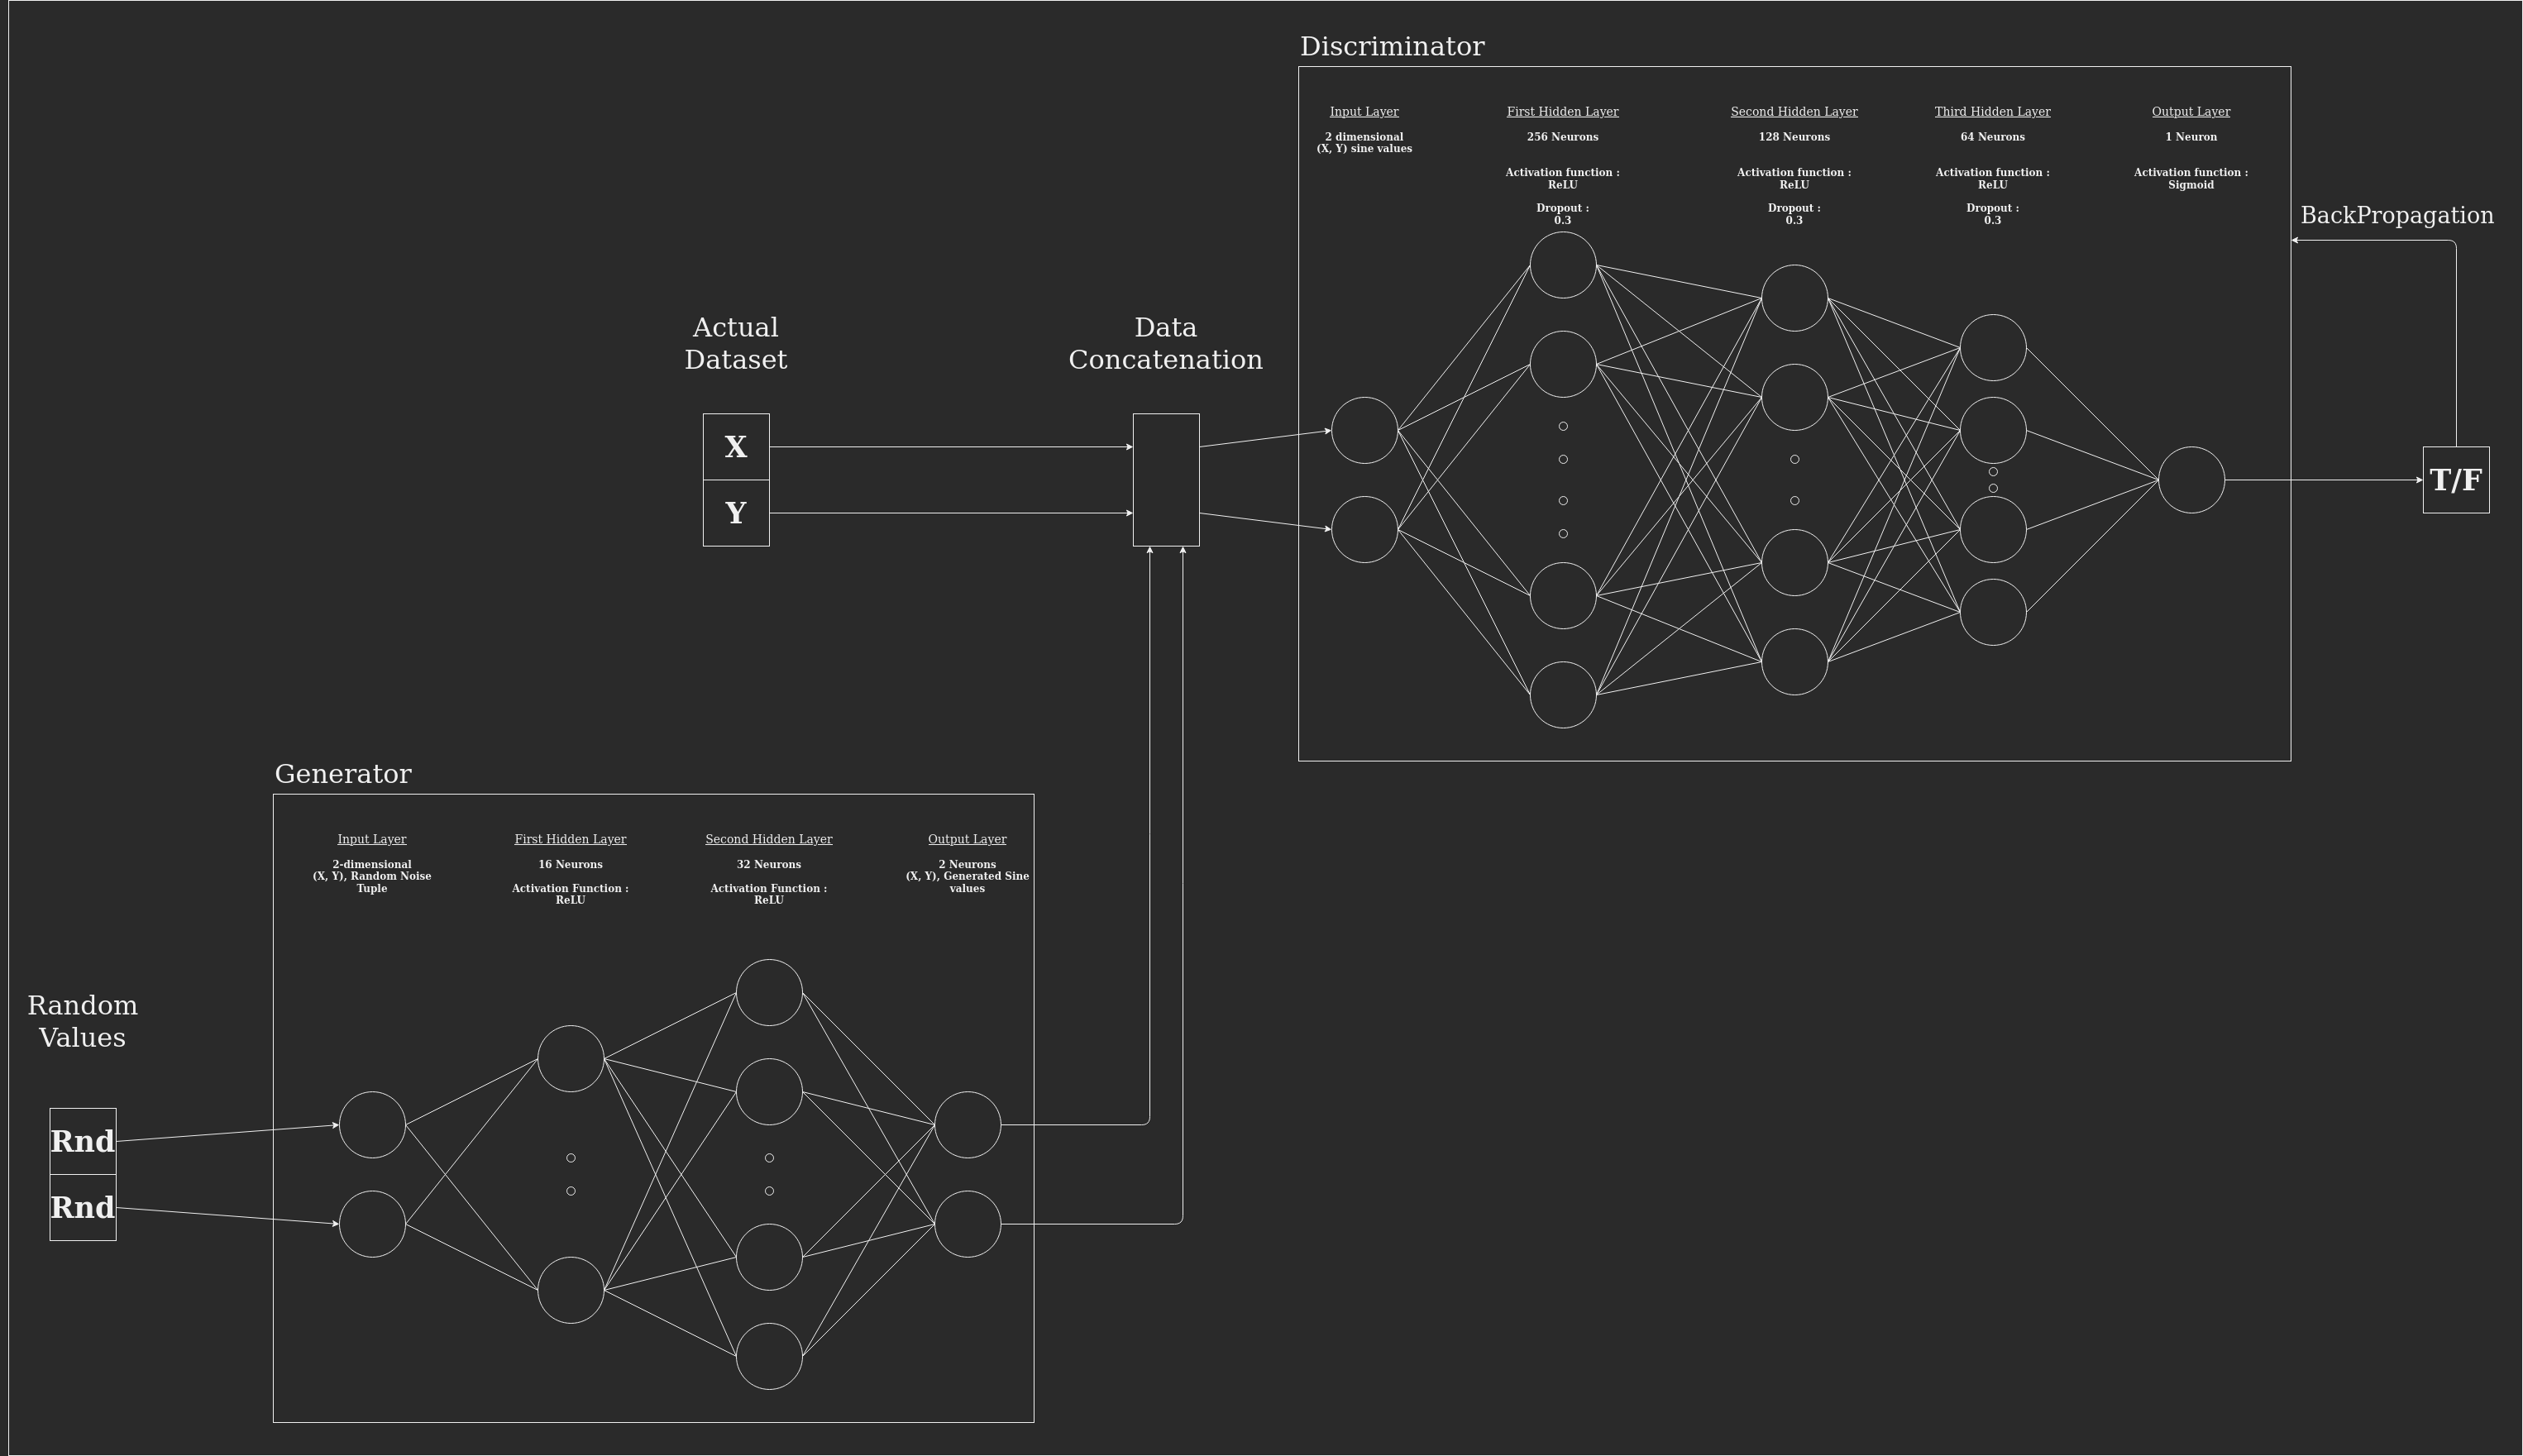 Discriminator
Input Layer
2 dimensional
(X, Y) sine values
First Hidden Layer
256 Neurons
Activation function :
ReLU
Dropout :
0.3
Second Hidden Layer
128 Neurons
Activation function :
ReLU
Dropout :
0.3
Third Hidden Layer
64 Neurons
Activation function :
ReLU
Dropout :
0.3
Output Layer
1 Neuron
Activation function :
Sigmoid
BackPropagation
T/F
Actual
Dataset
X
Y
Data
Concatenation
Generator
Input Layer
2-dimensional
(X, Y), Random Noise
Tuple
First Hidden Layer
16 Neurons
Activation Function :
ReLU
Second Hidden Layer
32 Neurons
Activation Function :
ReLU
Output Layer
2 Neurons
(X, Y), Generated Sine
values
Random
Values
Rnd
Rnd